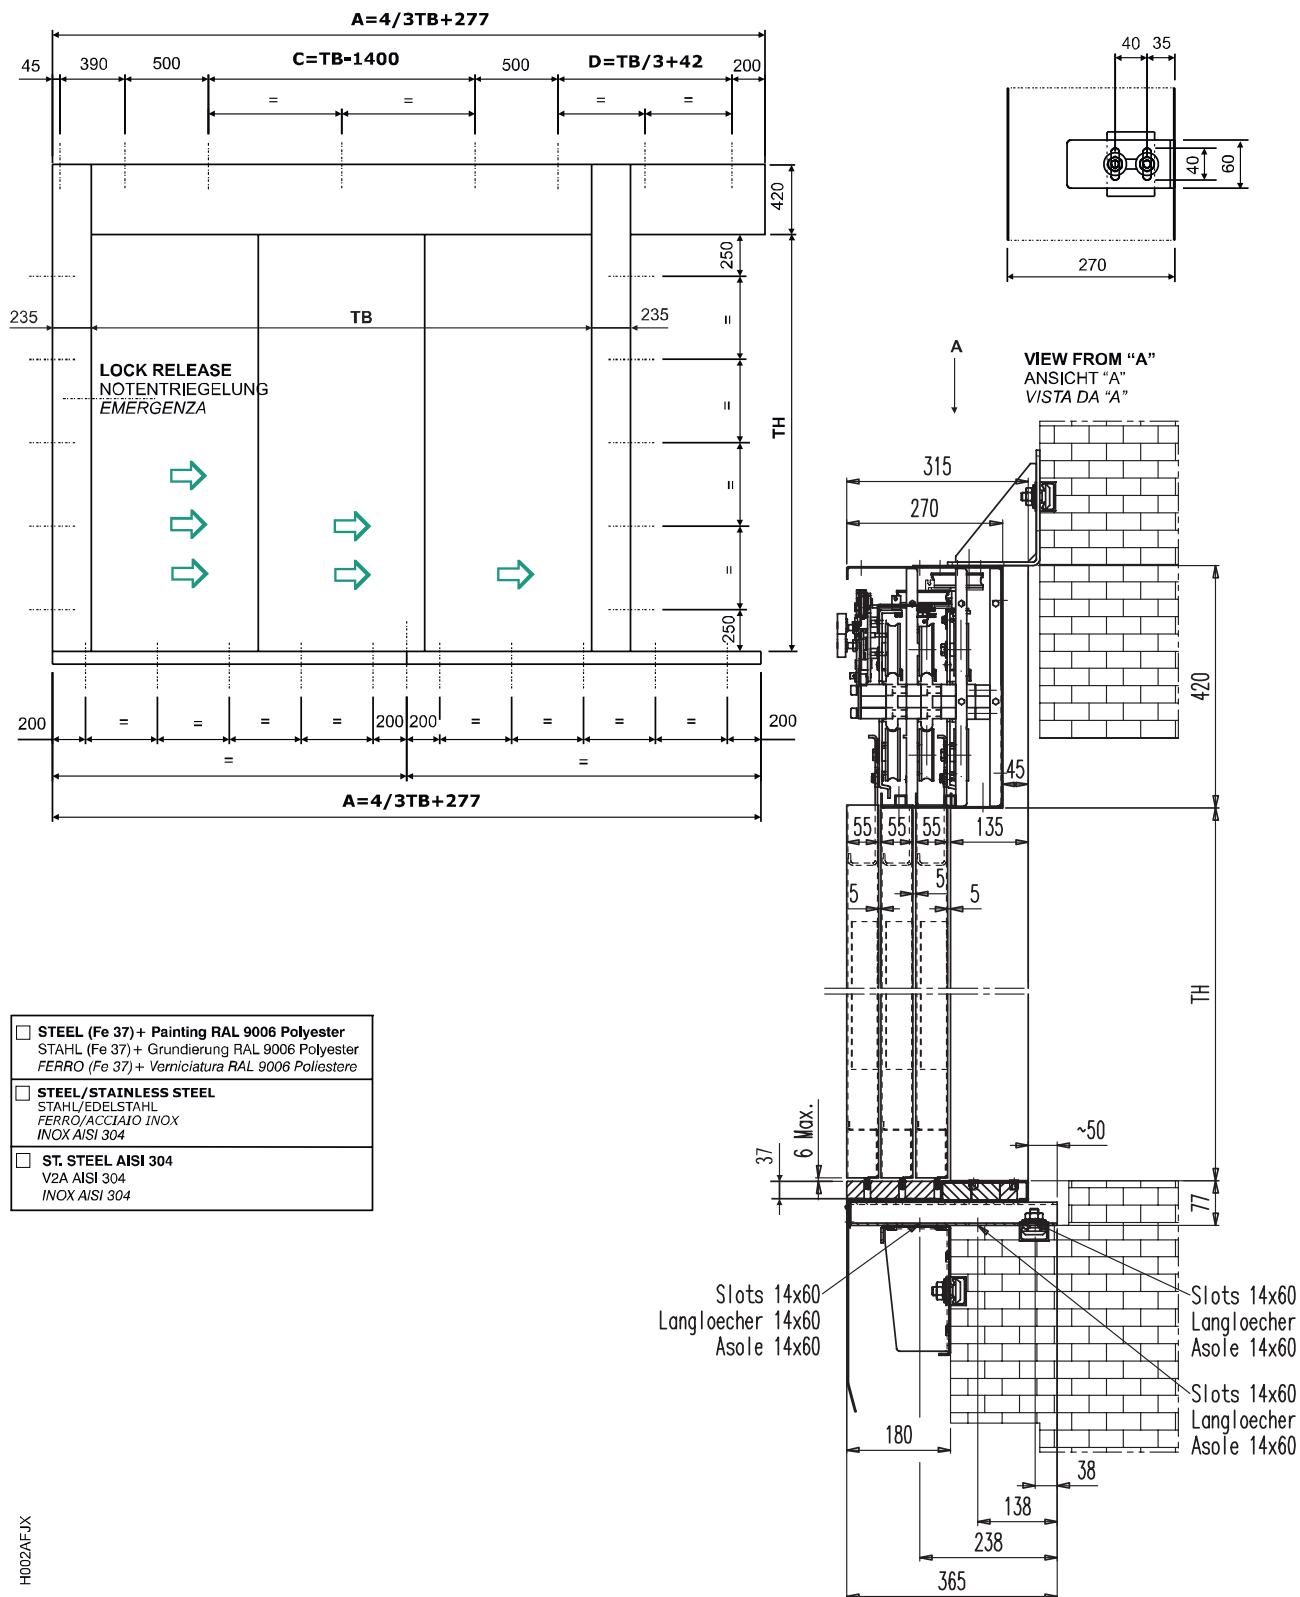 A=4/3TB+277
45
390
500
C=TB-1400
500
D=TB/3+42
200
=
=
=
=
420
250
235
TB
235
=
LOCK RELEASE
NOTENTRIEGELUNG
EMERGENZA
=
TH
=
=
250
200
=
=
=
=
200
200
=
=
=
=
200
=
=
A=4/3TB+277
40
35
40
60
270
A
VIEW FROM “A”
ANSICHT “A”
VISTA DA “A”
315
270
420
45
55
55
55
135
5
5
5
TH
6 Max.
37
~50
77
Slots 14x60
Langloecher 14x60
Asole 14x60
Slots 14x60
Langloecher
Asole 14x60
Slots 14x60
Langloecher
Asole 14x60
180
38
138
238
365
STEEL (Fe 37) + Painting RAL 9006 Polyester
STAHL (Fe 37) + Grundierung RAL 9006 Polyester
FERRO (Fe 37) + Verniciatura RAL 9006 Poliestere
STEEL/STAINLESS STEEL
STAHL/EDELSTAHL
FERRO/ACCIAIO INOX
INOX AISI 304
ST. STEEL AISI 304
V2A AISI 304
INOX AISI 304
H002AFJX